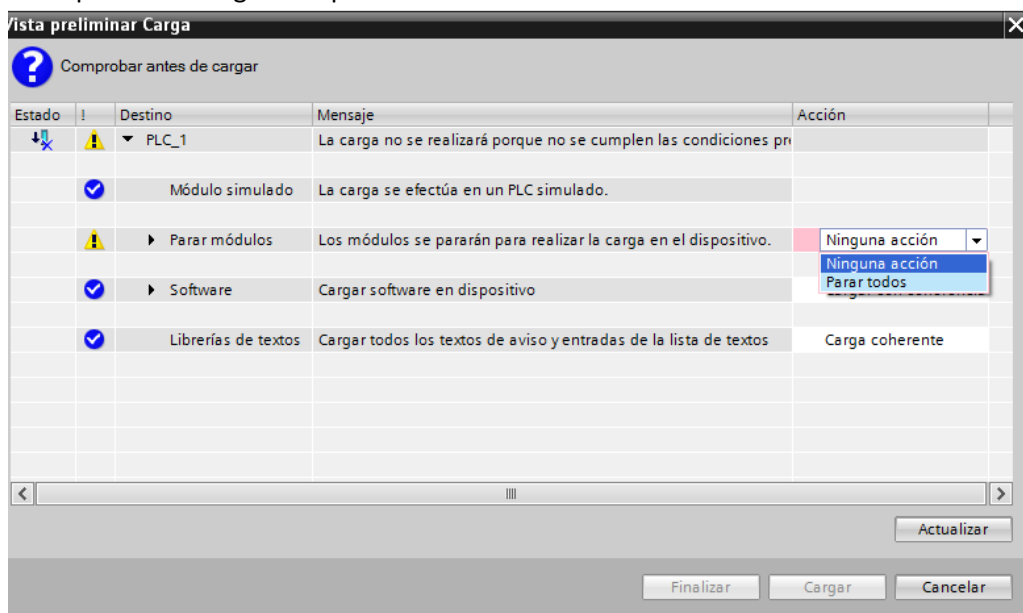 Vista preliminar Carga
Comprobar antes de cargar
Estado ! Destino Mensaje Acción
PLC_1 La carga no se realizará porque no se cumplen las condiciones pr
Módulo simulado La carga se efectúa en un PLC simulado.
Parar módulos Los módulos se pararán para realizar la carga en el dispositivo. Ninguna acción
Ninguna acción
Parar todos
Software Cargar software en dispositivo
Librerías de textos Cargar todos los textos de aviso y entradas de la lista de textos Carga coherente
Actualizar
Finalizar Cargar Cancelar